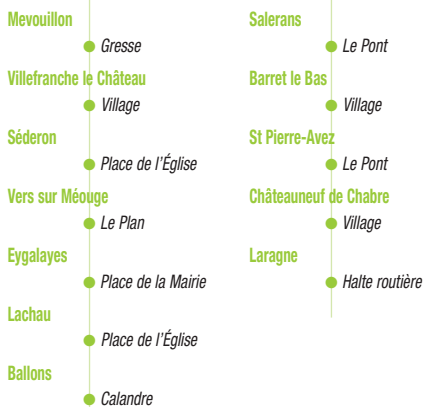 Mevouillon
Gresse
Villefranche le Château
Village
Séderon
Place de l'Église
Vers sur Méouge
Le Plan
Eygalayes
Place de la Mairie
Lachau
Place de l'Église
Ballons
Calandre
Salerans
Le Pont
Barret le Bas
Village
St Pierre-Avez
Le Pont
Châteauneuf de Chabre
Village
Laragne
Halte routière